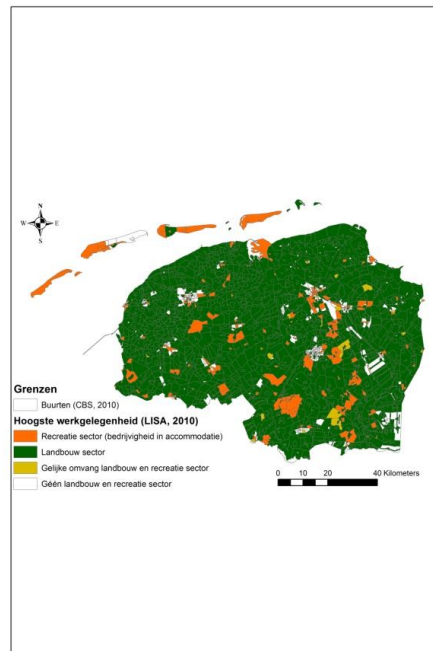 N
W E
S
Grenzen
Buurten (CBS, 2010)
Hoogste werkgelegenheid (LISA, 2010)
Recreatie sector (bedrijvigheid in accommodatie)
Landbouw sector
Gelijke omvang landbouw en recreatie sector
Géén landbouw en recreatie sector
0 10 20 40 Kilometers